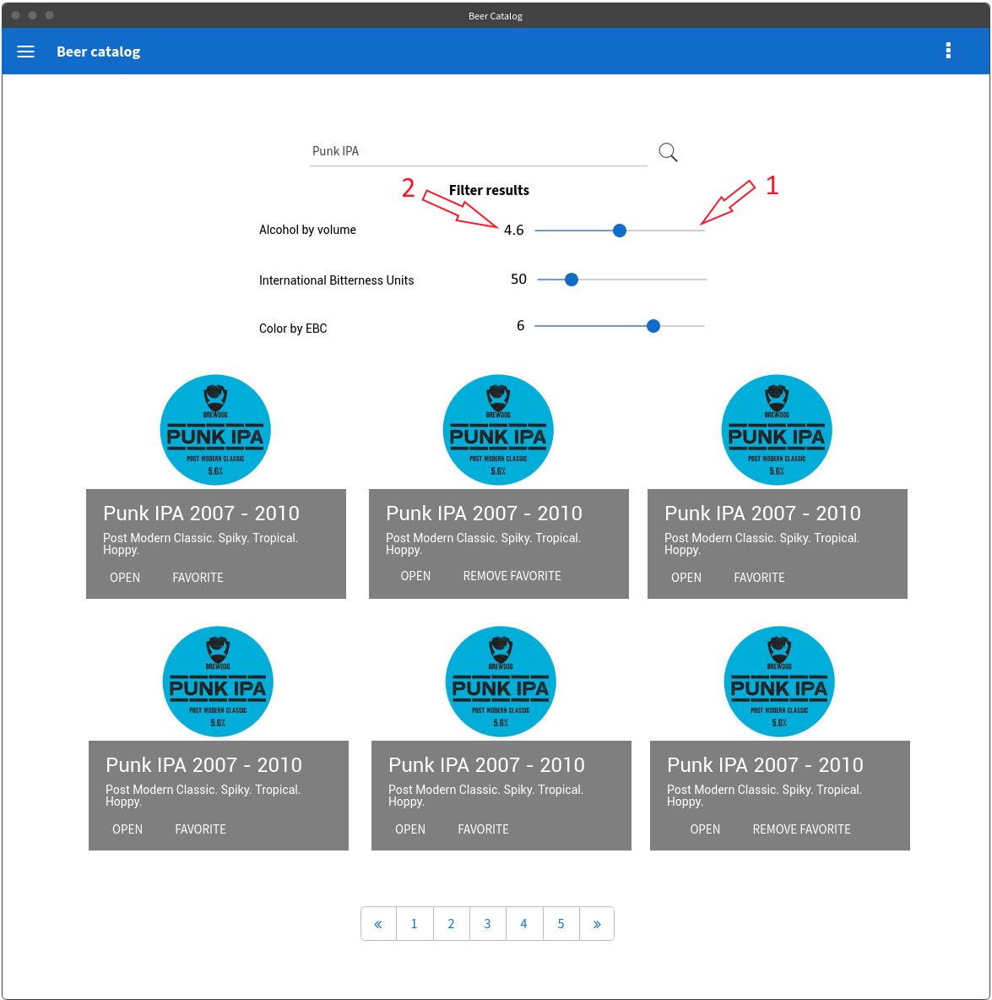 Beer Catalog
Beer catalog
Punk IPA
2 Filter results 1
Alcohol by volume 4.6
International Bitterness Units 50
Color by EBC 6
BREWDOG
PUNK IPA
POST MODERN CLASSIC
5.6%
Punk IPA 2007 - 2010
Post Modern Classic. Spiky. Tropical.
Hoppy.
OPEN FAVORITE
BREWDOG
PUNK IPA
POST MODERN CLASSIC
5.6%
Punk IPA 2007 - 2010
Post Modern Classic. Spiky. Tropical.
Hoppy.
OPEN REMOVE FAVORITE
BREWDOG
PUNK IPA
POST MODERN CLASSIC
5.6%
Punk IPA 2007 - 2010
Post Modern Classic. Spiky. Tropical.
Hoppy.
OPEN FAVORITE
BREWDOG
PUNK IPA
POST MODERN CLASSIC
5.6%
Punk IPA 2007 - 2010
Post Modern Classic. Spiky. Tropical.
Hoppy.
OPEN FAVORITE
BREWDOG
PUNK IPA
POST MODERN CLASSIC
5.6%
Punk IPA 2007 - 2010
Post Modern Classic. Spiky. Tropical.
Hoppy.
OPEN FAVORITE
BREWDOG
PUNK IPA
POST MODERN CLASSIC
5.6%
Punk IPA 2007 - 2010
Post Modern Classic. Spiky. Tropical.
Hoppy.
OPEN REMOVE FAVORITE
« 1 2 3 4 5 »